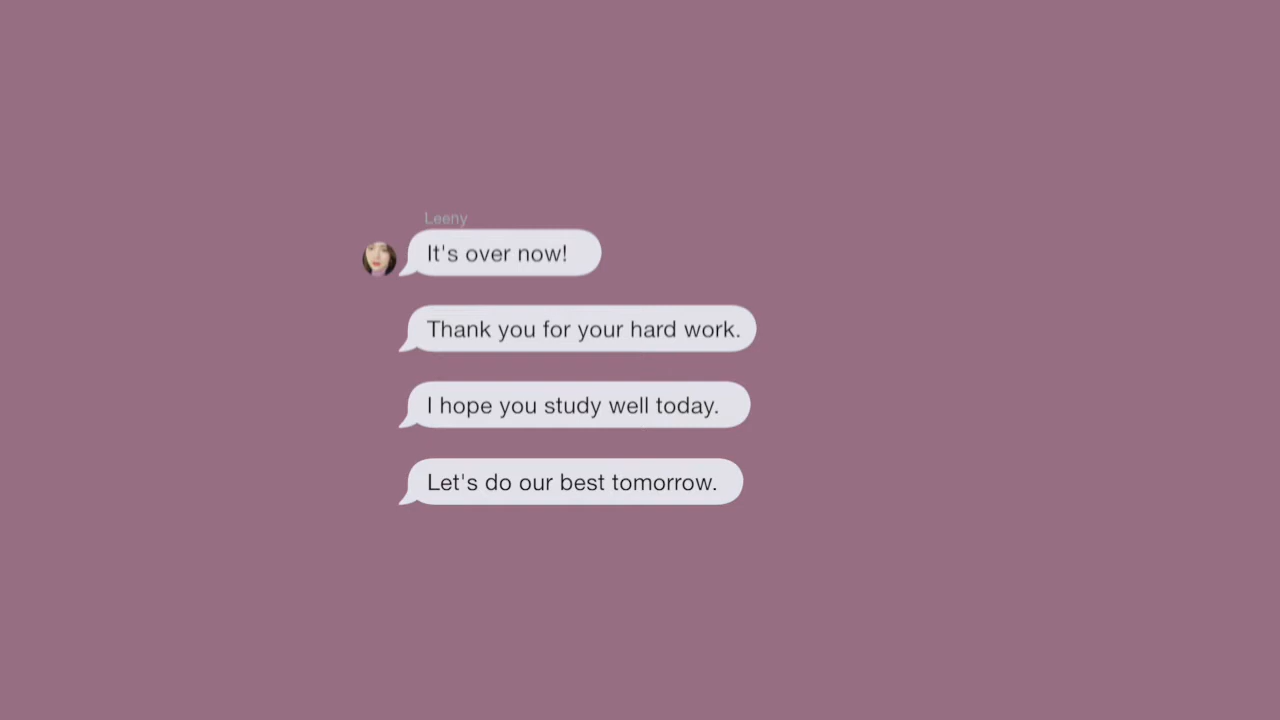 Leeny
It's over now!
Thank you for your hard work.
I hope you study well today.
Let's do our best tomorrow.